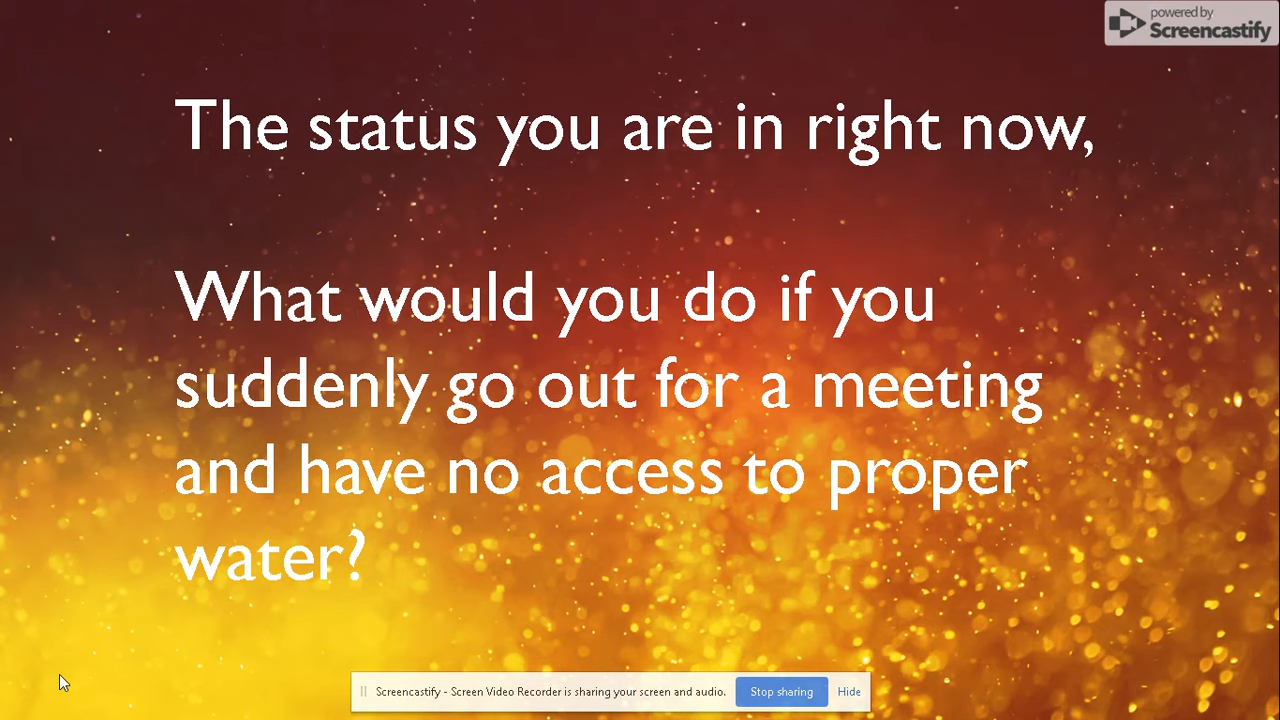 powered by
Screencastify
The status you are in right now,
What would you do if you
suddenly go out for a meeting
and have no access to proper
water?
Screencastify - Screen Video Recorder is sharing your screen and audio. Stop sharing Hide